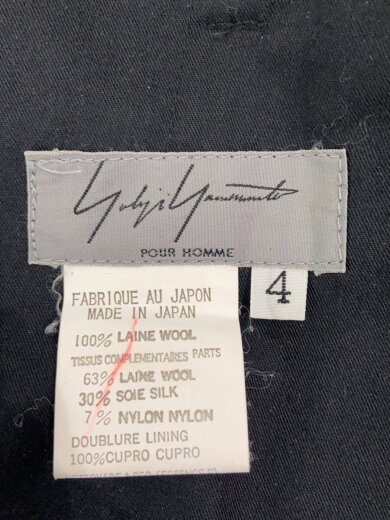 Yohji Yamamoto
POUR HOMME
4
FABRIQUE AU JAPON
MADE IN JAPAN
100% LAINE WOOL
TISSUS COMPLEMENTAIRES PARTS
63% LAINE WOOL
30% SOIE SILK
7% NYLON NYLON
DOUBLURE LINING
100% CUPRO CUPRO